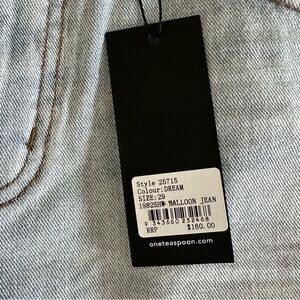 Style 25715
Colour:DREAM
SIZE:29
1982SHW BALLOON JEAN
9 343660 232468
RRP $160.00
oneteaspoon.com